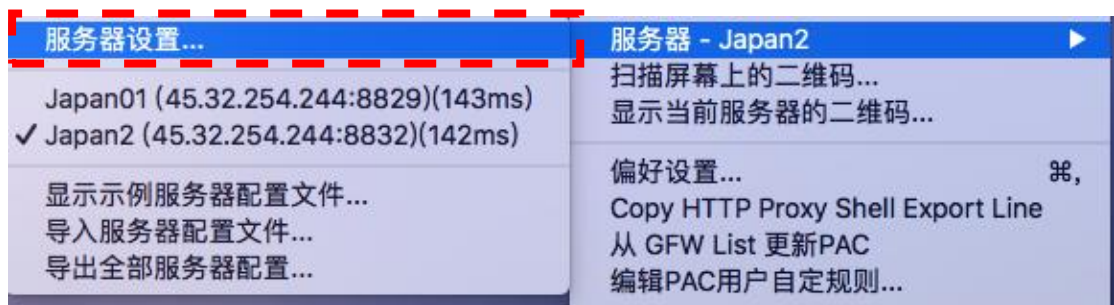 服务器设置...
Japan01 (45.32.254.244:8829)(143ms)
✓ Japan2 (45.32.254.244:8832)(142ms)
显示示例服务器配置文件...
导入服务器配置文件...
导出全部服务器配置...
服务器 - Japan2 ▶
扫描屏幕上的二维码...
显示当前服务器的二维码...
偏好设置... ⌘,
Copy HTTP Proxy Shell Export Line
从 GFW List 更新PAC
编辑PAC用户自定规则...